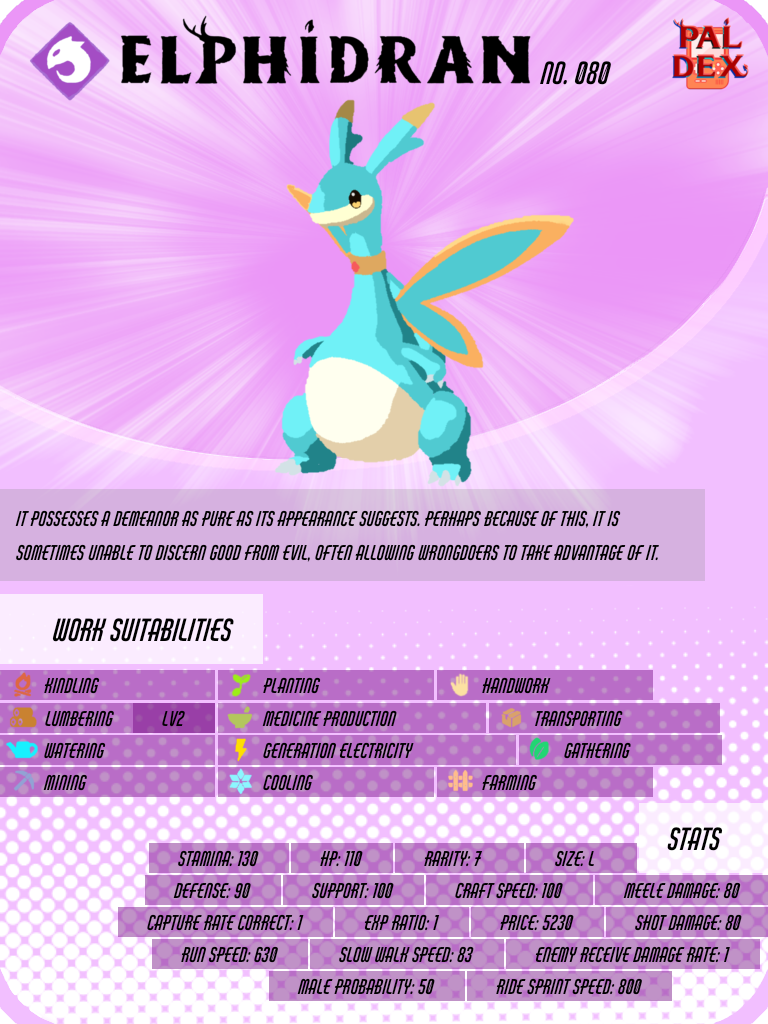 ELPHIDRAN NO. 080
PAL
DEX
IT POSSESSES A DEMEANOR AS PURE AS ITS APPEARANCE SUGGESTS. PERHAPS BECAUSE OF THIS, IT IS
SOMETIMES UNABLE TO DISCERN GOOD FROM EVIL, OFTEN ALLOWING WRONGDOERS TO TAKE ADVANTAGE OF IT.
WORK SUITABILITIES
KINDLING PLANTING HANDWORK
LUMBERING LV2 MEDICINE PRODUCTION TRANSPORTING
WATERING GENERATION ELECTRICITY GATHERING
MINING COOLING FARMING
STATS
STAMINA: 130 HP: 110 RARITY: 7 SIZE: L
DEFENSE: 90 SUPPORT: 100 CRAFT SPEED: 100 MEELE DAMAGE: 80
CAPTURE RATE CORRECT: 1 EXP RATIO: 1 PRICE: 5230 SHOT DAMAGE: 80
RUN SPEED: 630 SLOW WALK SPEED: 83 ENEMY RECEIVE DAMAGE RATE: 1
MALE PROBABILITY: 50 RIDE SPRINT SPEED: 800